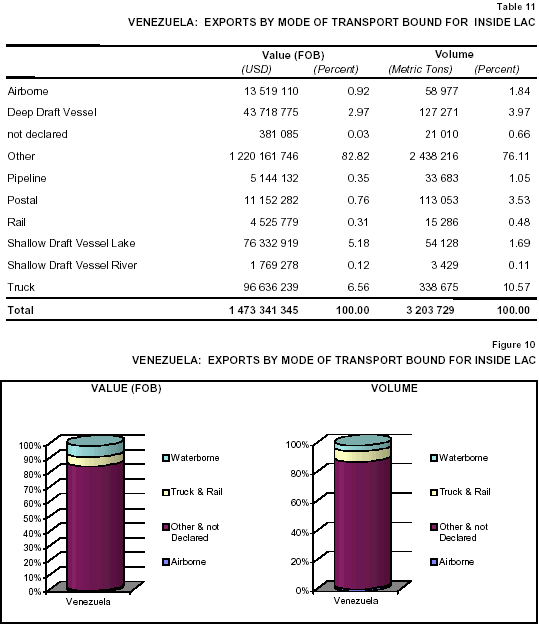 Table 11
VENEZUELA: EXPORTS BY MODE OF TRANSPORT BOUND FOR INSIDE LAC
Value (FOB) Volume
(USD) (Percent) (Metric Tons) (Percent)
Airborne 13 519 110 0.92 58 977 1.84
Deep Draft Vessel 43 718 775 2.97 127 271 3.97
not declared 381 085 0.03 21 010 0.66
Other 1 220 161 746 82.82 2 438 216 76.11
Pipeline 5 144 132 0.35 33 683 1.05
Postal 11 152 282 0.76 113 053 3.53
Rail 4 525 779 0.31 15 286 0.48
Shallow Draft Vessel Lake 76 332 919 5.18 54 128 1.69
Shallow Draft Vessel River 1 769 278 0.12 3 429 0.11
Truck 96 636 239 6.56 338 675 10.57
Total 1 473 341 345 100.00 3 203 729 100.00
Figure 10
VENEZUELA: EXPORTS BY MODE OF TRANSPORT BOUND FOR INSIDE LAC
VALUE (FOB)
100%
90%
80%
70%
60%
50%
40%
30%
20%
10%
0%
Venezuela
Waterborne
Truck & Rail
Other & not
Declared
Airborne
VOLUME
100%
80%
60%
40%
20%
0%
Venezuela
Waterborne
Truck & Rail
Other & not
Declared
Airborne